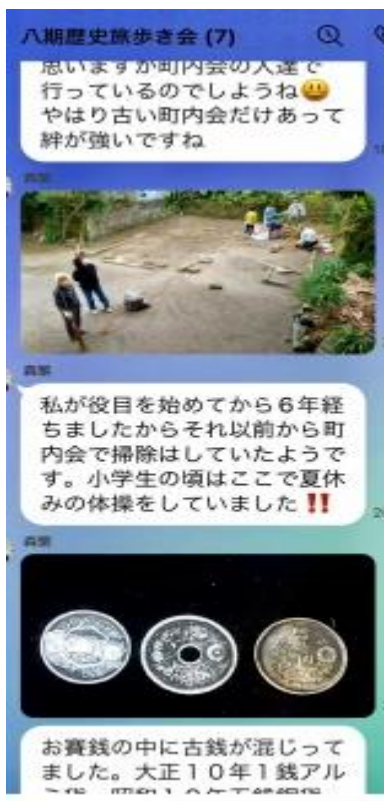 八期歴史旅歩き会 (7)
思いますが町内会の人達で
行っているのでしょうね😃
やはり古い町内会だけあって
絆が強いですね
私が役目を始めてから6年経
ちましたからそれ以前から町
内会で掃除はしていたようで
す。小学生の頃はここで夏休
みの体操をしていました‼️
お賽銭の中に古銭が混じって
ました。大正10年1銭アル